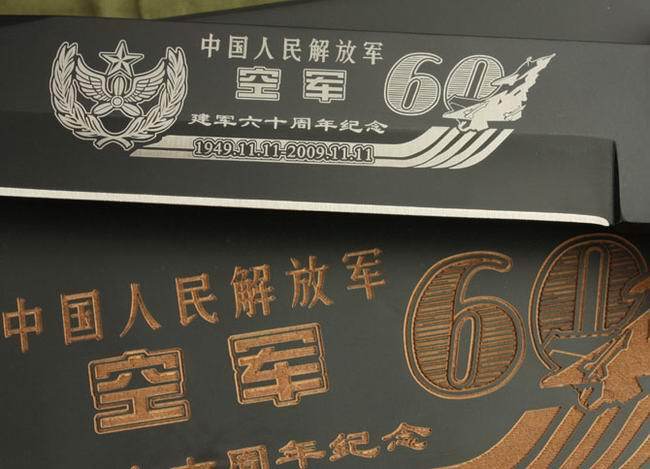 中国人民解放军
空军
60
建军六十周年纪念
1949.11.11-2009.11.11
中国人民解放军
空军
60
六十周年纪念